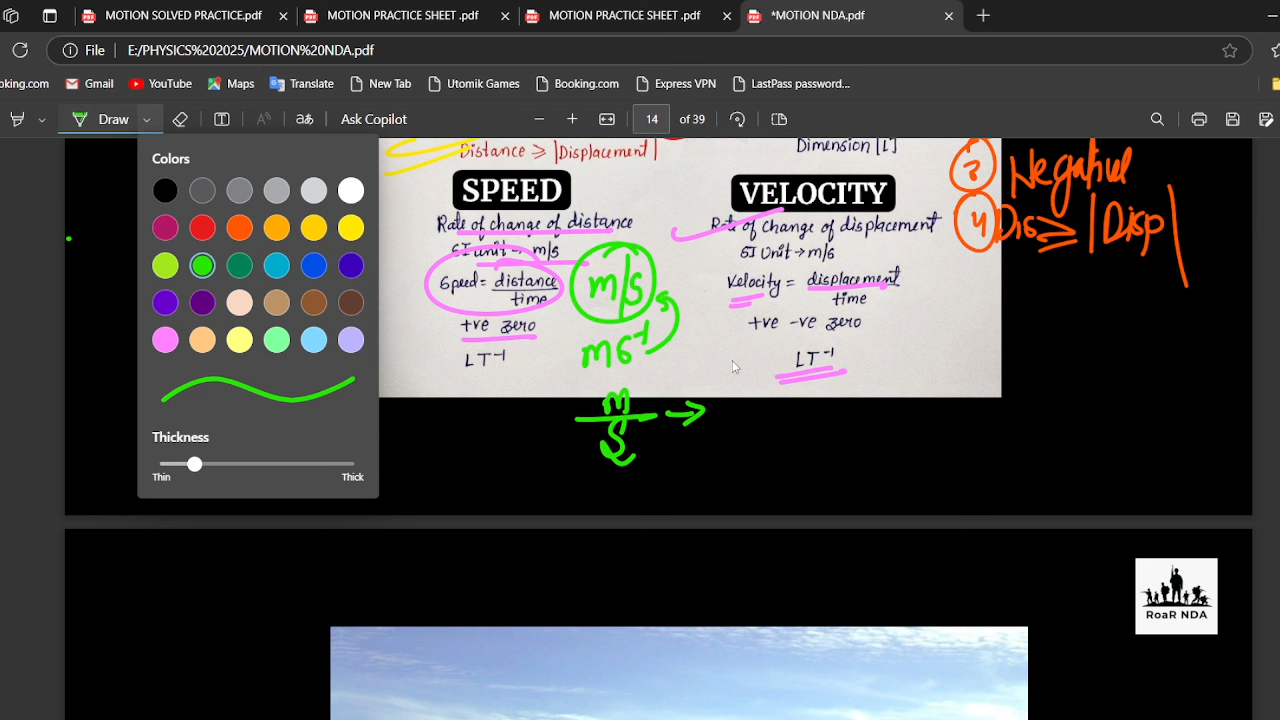 MOTION SOLVED PRACTICE.pdf
MOTION PRACTICE SHEET .pdf
MOTION PRACTICE SHEET .pdf
*MOTION NDA.pdf
File E:/PHYSICS%202025/MOTION%20NDA.pdf
oking.com Gmail YouTube Maps Translate New Tab Utomik Games Booking.com Express VPN LastPass password...
Draw Ask Copilot 14 of 39
Colors
Thickness
Thin Thick
Distance ⩾ |Displacement|
Dimension [L]
SPEED
Rate of change of distance
SI unit → m/s
Speed = distance
time
+ve zero
LT⁻¹
m/s
ms⁻¹
m
s
→
VELOCITY
Rate of change of displacement
SI Unit → m/s
Velocity = displacement
time
+ve -ve zero
LT⁻¹
Negative
4 Dis ≥ |Disp|
RoaR NDA